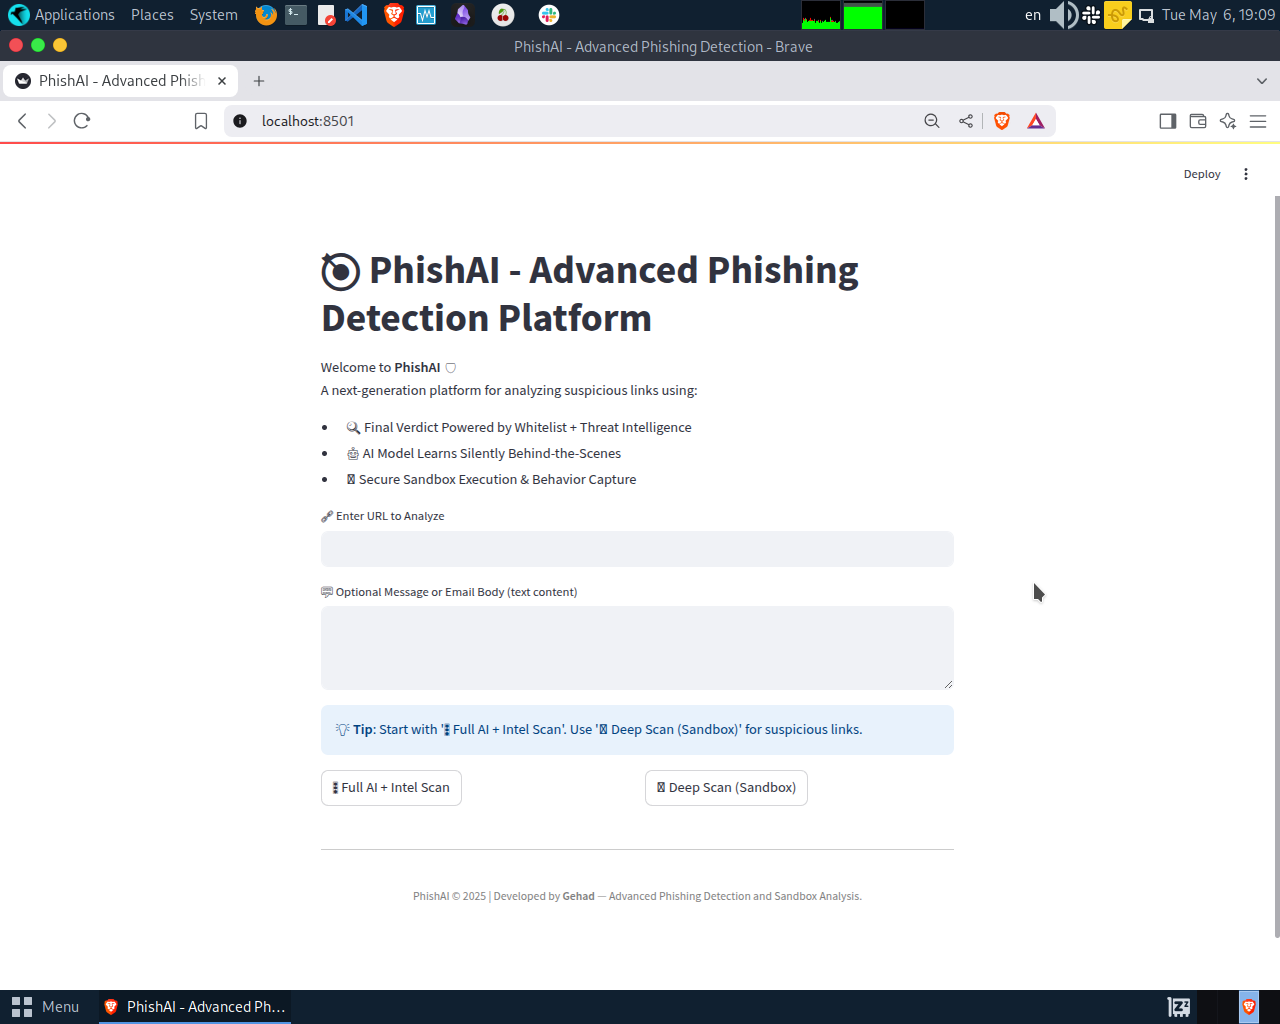 Applications Places System
en Tue May 6, 19:09
PhishAI - Advanced Phishing Detection - Brave
PhishAI - Advanced Phish
localhost:8501
Deploy
PhishAI - Advanced Phishing
Detection Platform
Welcome to PhishAI
A next-generation platform for analyzing suspicious links using:
Final Verdict Powered by Whitelist + Threat Intelligence
AI Model Learns Silently Behind-the-Scenes
Secure Sandbox Execution & Behavior Capture
Enter URL to Analyze
Optional Message or Email Body (text content)
Tip: Start with 'Full AI + Intel Scan'. Use 'Deep Scan (Sandbox)' for suspicious links.
Full AI + Intel Scan
Deep Scan (Sandbox)
PhishAI © 2025 | Developed by Gehad — Advanced Phishing Detection and Sandbox Analysis.
Menu PhishAI - Advanced Ph...